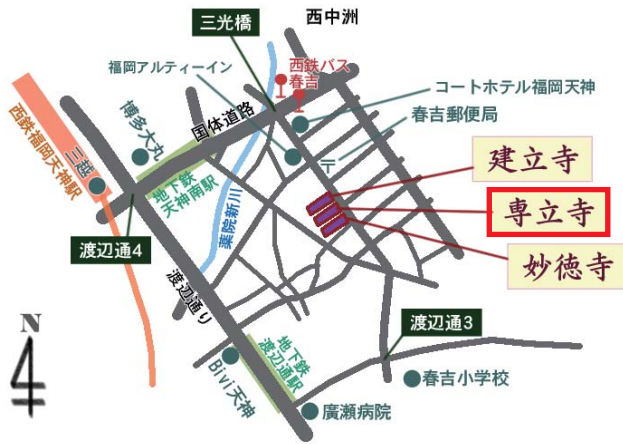 西中洲
三光橋
福岡アルティーイン
西鉄バス
春吉
コートホテル福岡天神
春吉郵便局
〒
博多大丸
国体道路
三越
西鉄福岡天神駅
地下鉄
天神南駅
薬院新川
建立寺
専立寺
妙徳寺
渡辺通4
渡辺通り
渡辺通3
地下鉄
渡辺通駅
Bivi天神
春吉小学校
廣瀬病院
N